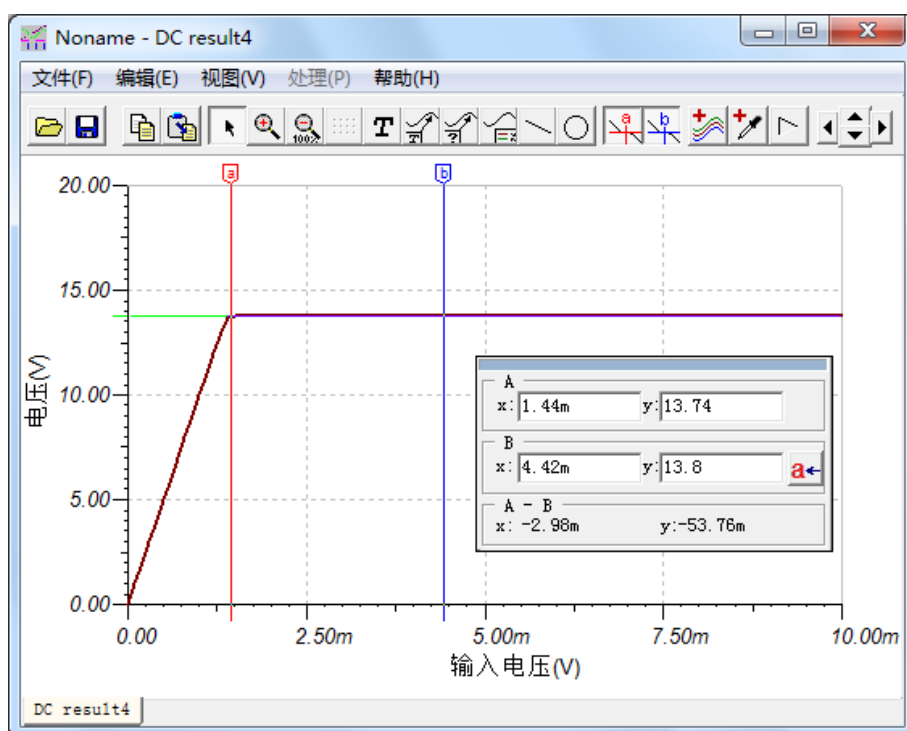 Noname - DC result4
文件(F) 编辑(E) 视图(V) 处理(P) 帮助(H)
100%
T
a b
a b
20.00
15.00
10.00
5.00
0.00
电压(V)
A
x: 1.44m y: 13.74
B
x: 4.42m y: 13.8 a←
A - B
x: -2.98m y:-53.76m
0.00 2.50m 5.00m 7.50m 10.00m
输入电压(V)
DC result4